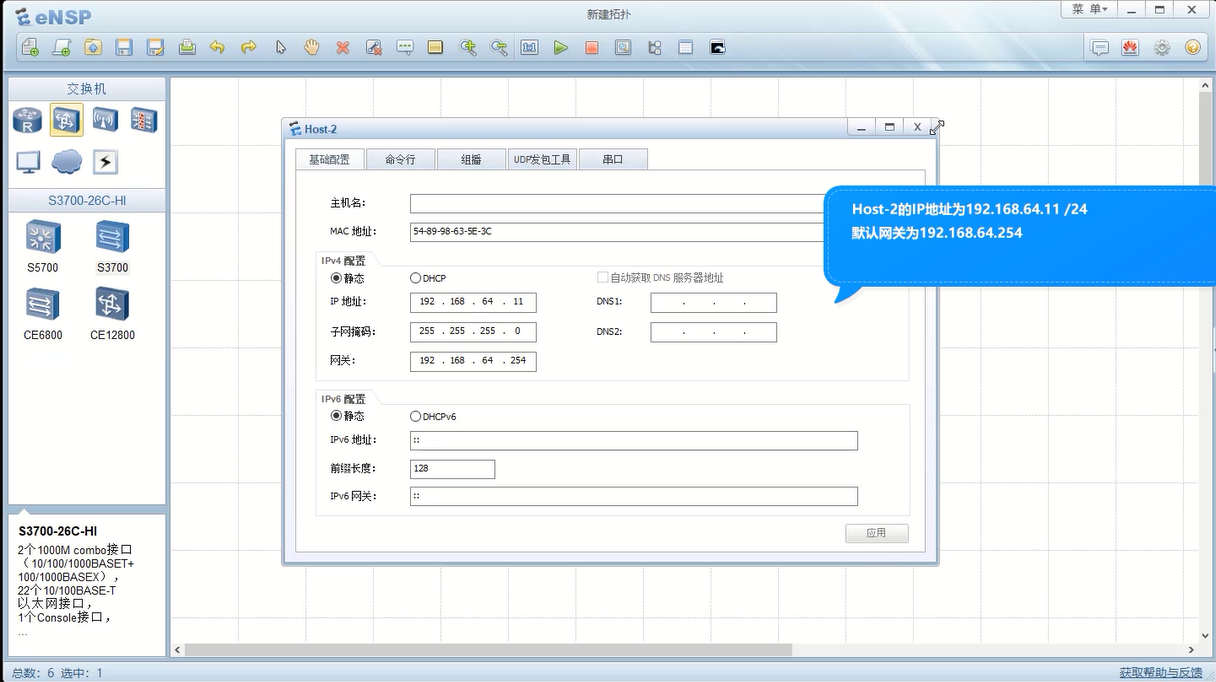 eNSP
新建拓扑
菜 单
交换机
S3700-26C-HI
S5700
S3700
CE6800
CE12800
S3700-26C-HI
2个1000M combo接口
（10/100/1000BASET+
100/1000BASEX），
22个10/100BASE-T
以太网接口，
1个Console接口，
...
Host-2
基础配置
命令行
组播
UDP发包工具
串口
主机名：
MAC 地址：
54-89-98-63-5E-3C
IPv4 配置
静态
DHCP
自动获取 DNS 服务器地址
IP 地址：
192 . 168 . 64 . 11
DNS1:
. . .
子网掩码：
255 . 255 . 255 . 0
DNS2:
. . .
网关：
192 . 168 . 64 . 254
IPv6 配置
静态
DHCPv6
IPv6 地址：
::
前缀长度：
128
IPv6 网关：
::
应用
Host-2的IP地址为192.168.64.11 /24
默认网关为192.168.64.254
总数：6 选中：1
获取帮助与反馈